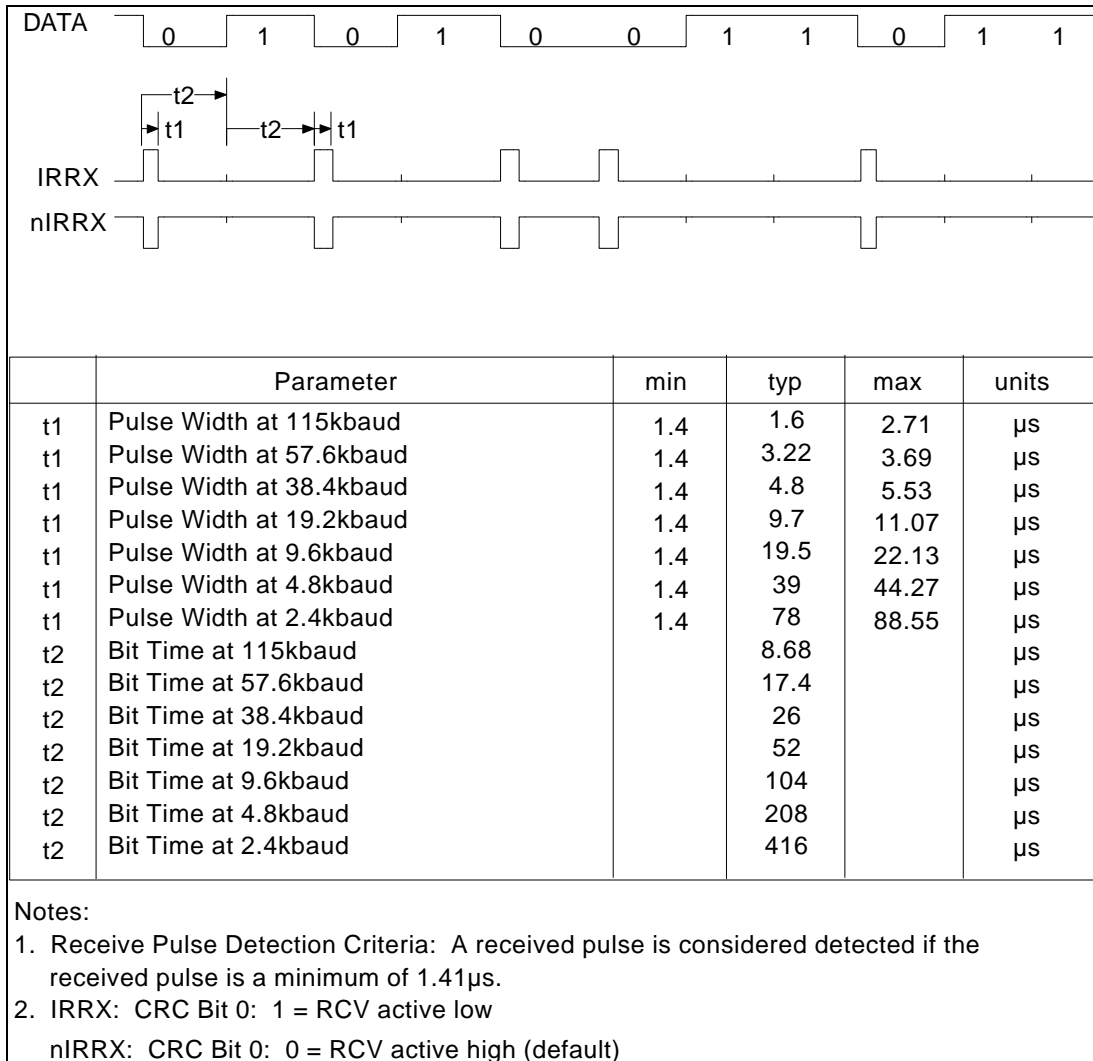 DATA 0 1 0 1 0 0 1 1 0 1 1
t2
t1 t2 t1
IRRX
nIRRX
Parameter min typ max units
t1 Pulse Width at 115kbaud 1.4 1.6 2.71 µs
t1 Pulse Width at 57.6kbaud 1.4 3.22 3.69 µs
t1 Pulse Width at 38.4kbaud 1.4 4.8 5.53 µs
t1 Pulse Width at 19.2kbaud 1.4 9.7 11.07 µs
t1 Pulse Width at 9.6kbaud 1.4 19.5 22.13 µs
t1 Pulse Width at 4.8kbaud 1.4 39 44.27 µs
t1 Pulse Width at 2.4kbaud 1.4 78 88.55 µs
t2 Bit Time at 115kbaud 8.68 µs
t2 Bit Time at 57.6kbaud 17.4 µs
t2 Bit Time at 38.4kbaud 26 µs
t2 Bit Time at 19.2kbaud 52 µs
t2 Bit Time at 9.6kbaud 104 µs
t2 Bit Time at 4.8kbaud 208 µs
t2 Bit Time at 2.4kbaud 416 µs
Notes:
1. Receive Pulse Detection Criteria: A received pulse is considered detected if the
received pulse is a minimum of 1.41µs.
2. IRRX: CRC Bit 0: 1 = RCV active low
nIRRX: CRC Bit 0: 0 = RCV active high (default)